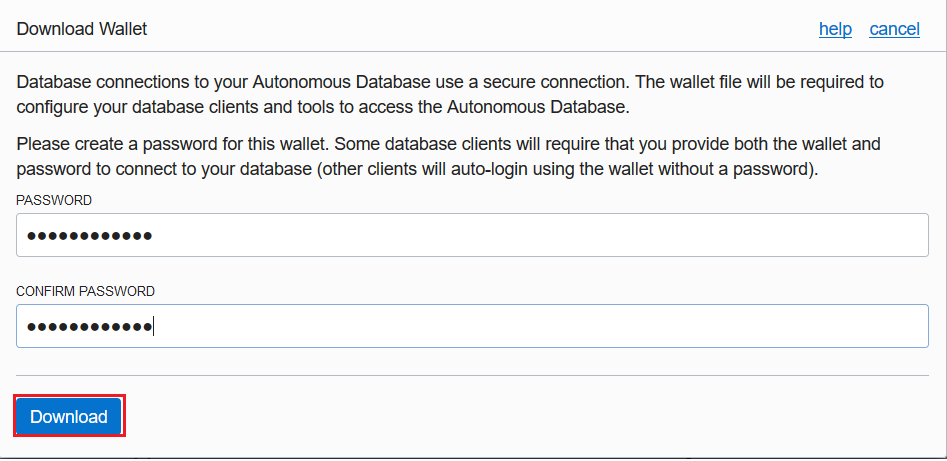 Download Wallet help cancel
Database connections to your Autonomous Database use a secure connection. The wallet file will be required to
configure your database clients and tools to access the Autonomous Database.
Please create a password for this wallet. Some database clients will require that you provide both the wallet and
password to connect to your database (other clients will auto-login using the wallet without a password).
PASSWORD
●●●●●●●●●●●●
CONFIRM PASSWORD
●●●●●●●●●●●●
Download